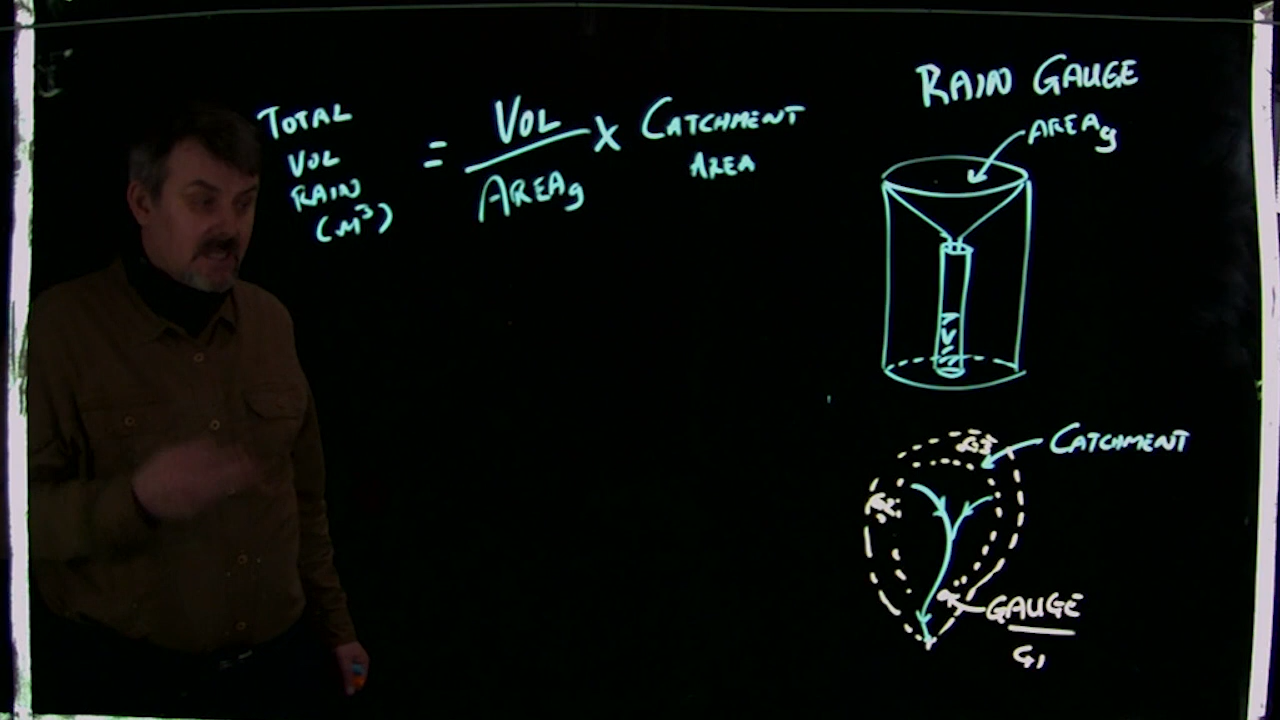 TOTAL
VOL
RAIN
(M³)
= VOL / AREAg × CATCHMENT
AREA
RAIN GAUGE
AREAg
V
CATCHMENT
GAUGE
G1